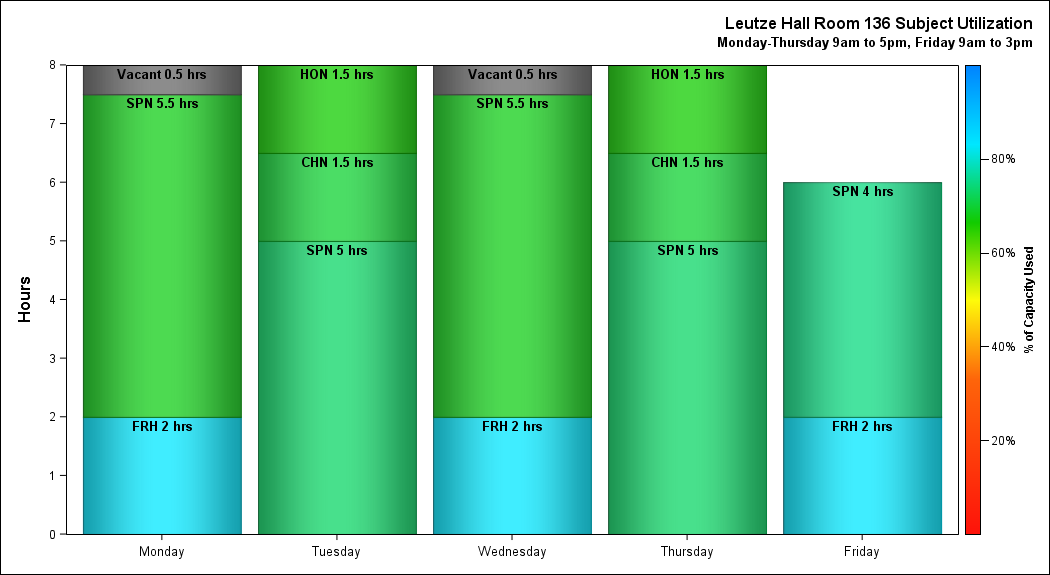 Leutze Hall Room 136 Subject Utilization
Monday-Thursday 9am to 5pm, Friday 9am to 3pm
Hours
8
7
6
5
4
3
2
1
0
Vacant 0.5 hrs
SPN 5.5 hrs
FRH 2 hrs
HON 1.5 hrs
CHN 1.5 hrs
SPN 5 hrs
Vacant 0.5 hrs
SPN 5.5 hrs
FRH 2 hrs
HON 1.5 hrs
CHN 1.5 hrs
SPN 5 hrs
SPN 4 hrs
FRH 2 hrs
Monday
Tuesday
Wednesday
Thursday
Friday
80%
60%
40%
20%
% of Capacity Used